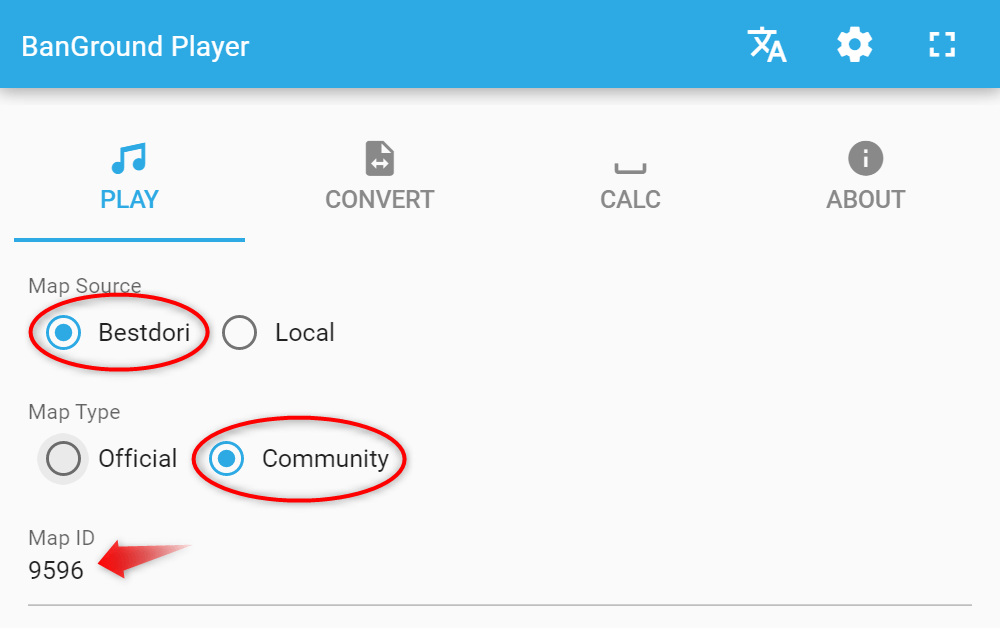 BanGround Player
PLAY CONVERT CALC ABOUT
Map Source
Bestdori Local
Map Type
Official Community
Map ID
9596